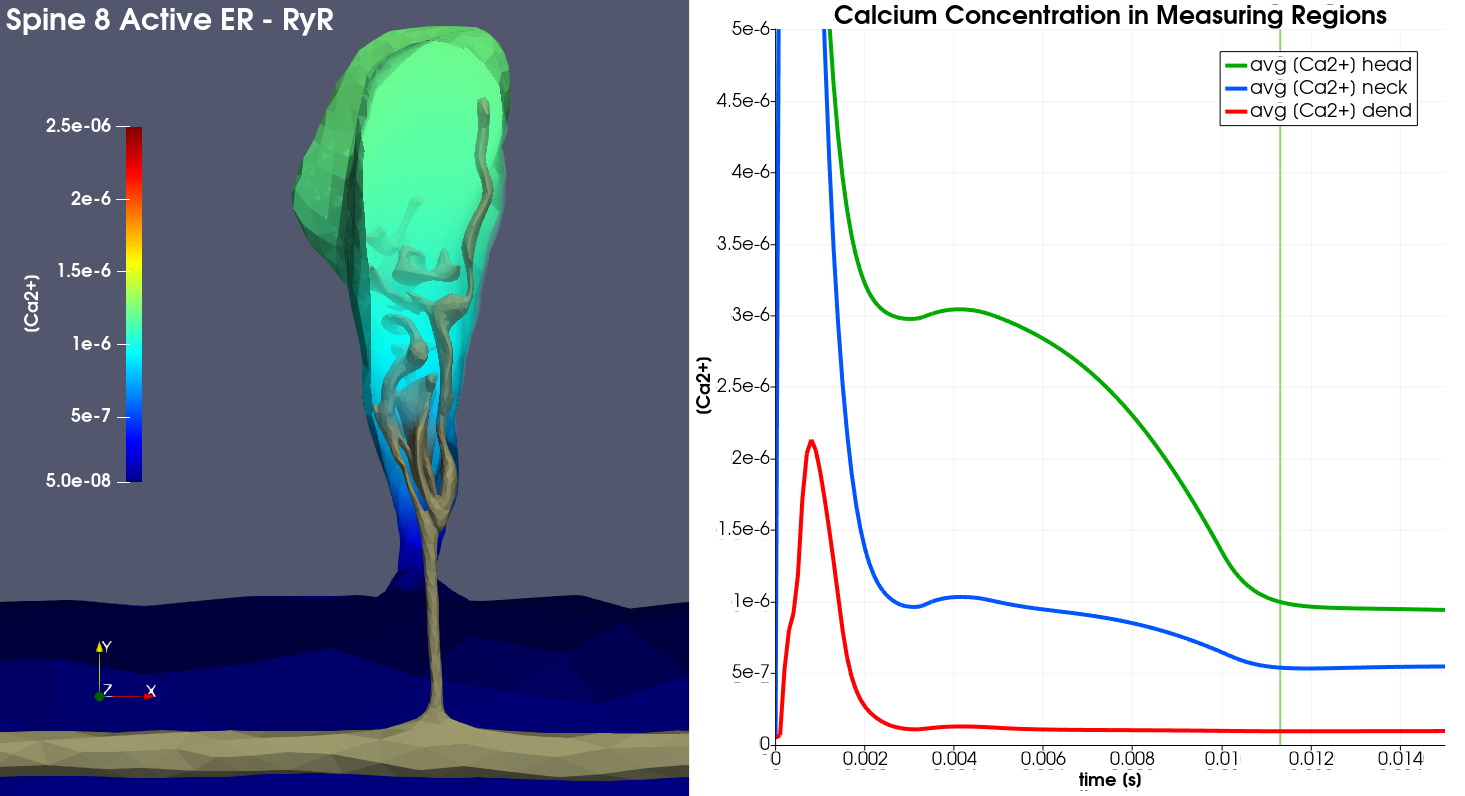 Spine 8 Active ER - RyR
2.5e-06
2e-6
1.5e-6
1e-6
5e-7
5.0e-08
(Ca2+)
Y
Z
X
Calcium Concentration in Measuring Regions
avg (Ca2+) head
avg (Ca2+) neck
avg (Ca2+) dend
5e-6
4.5e-6
4e-6
3.5e-6
3e-6
2.5e-6
2e-6
1.5e-6
1e-6
5e-7
0
(Ca2+)
0
0.002
0.004
0.006
0.008
0.01
0.012
0.014
time (s)